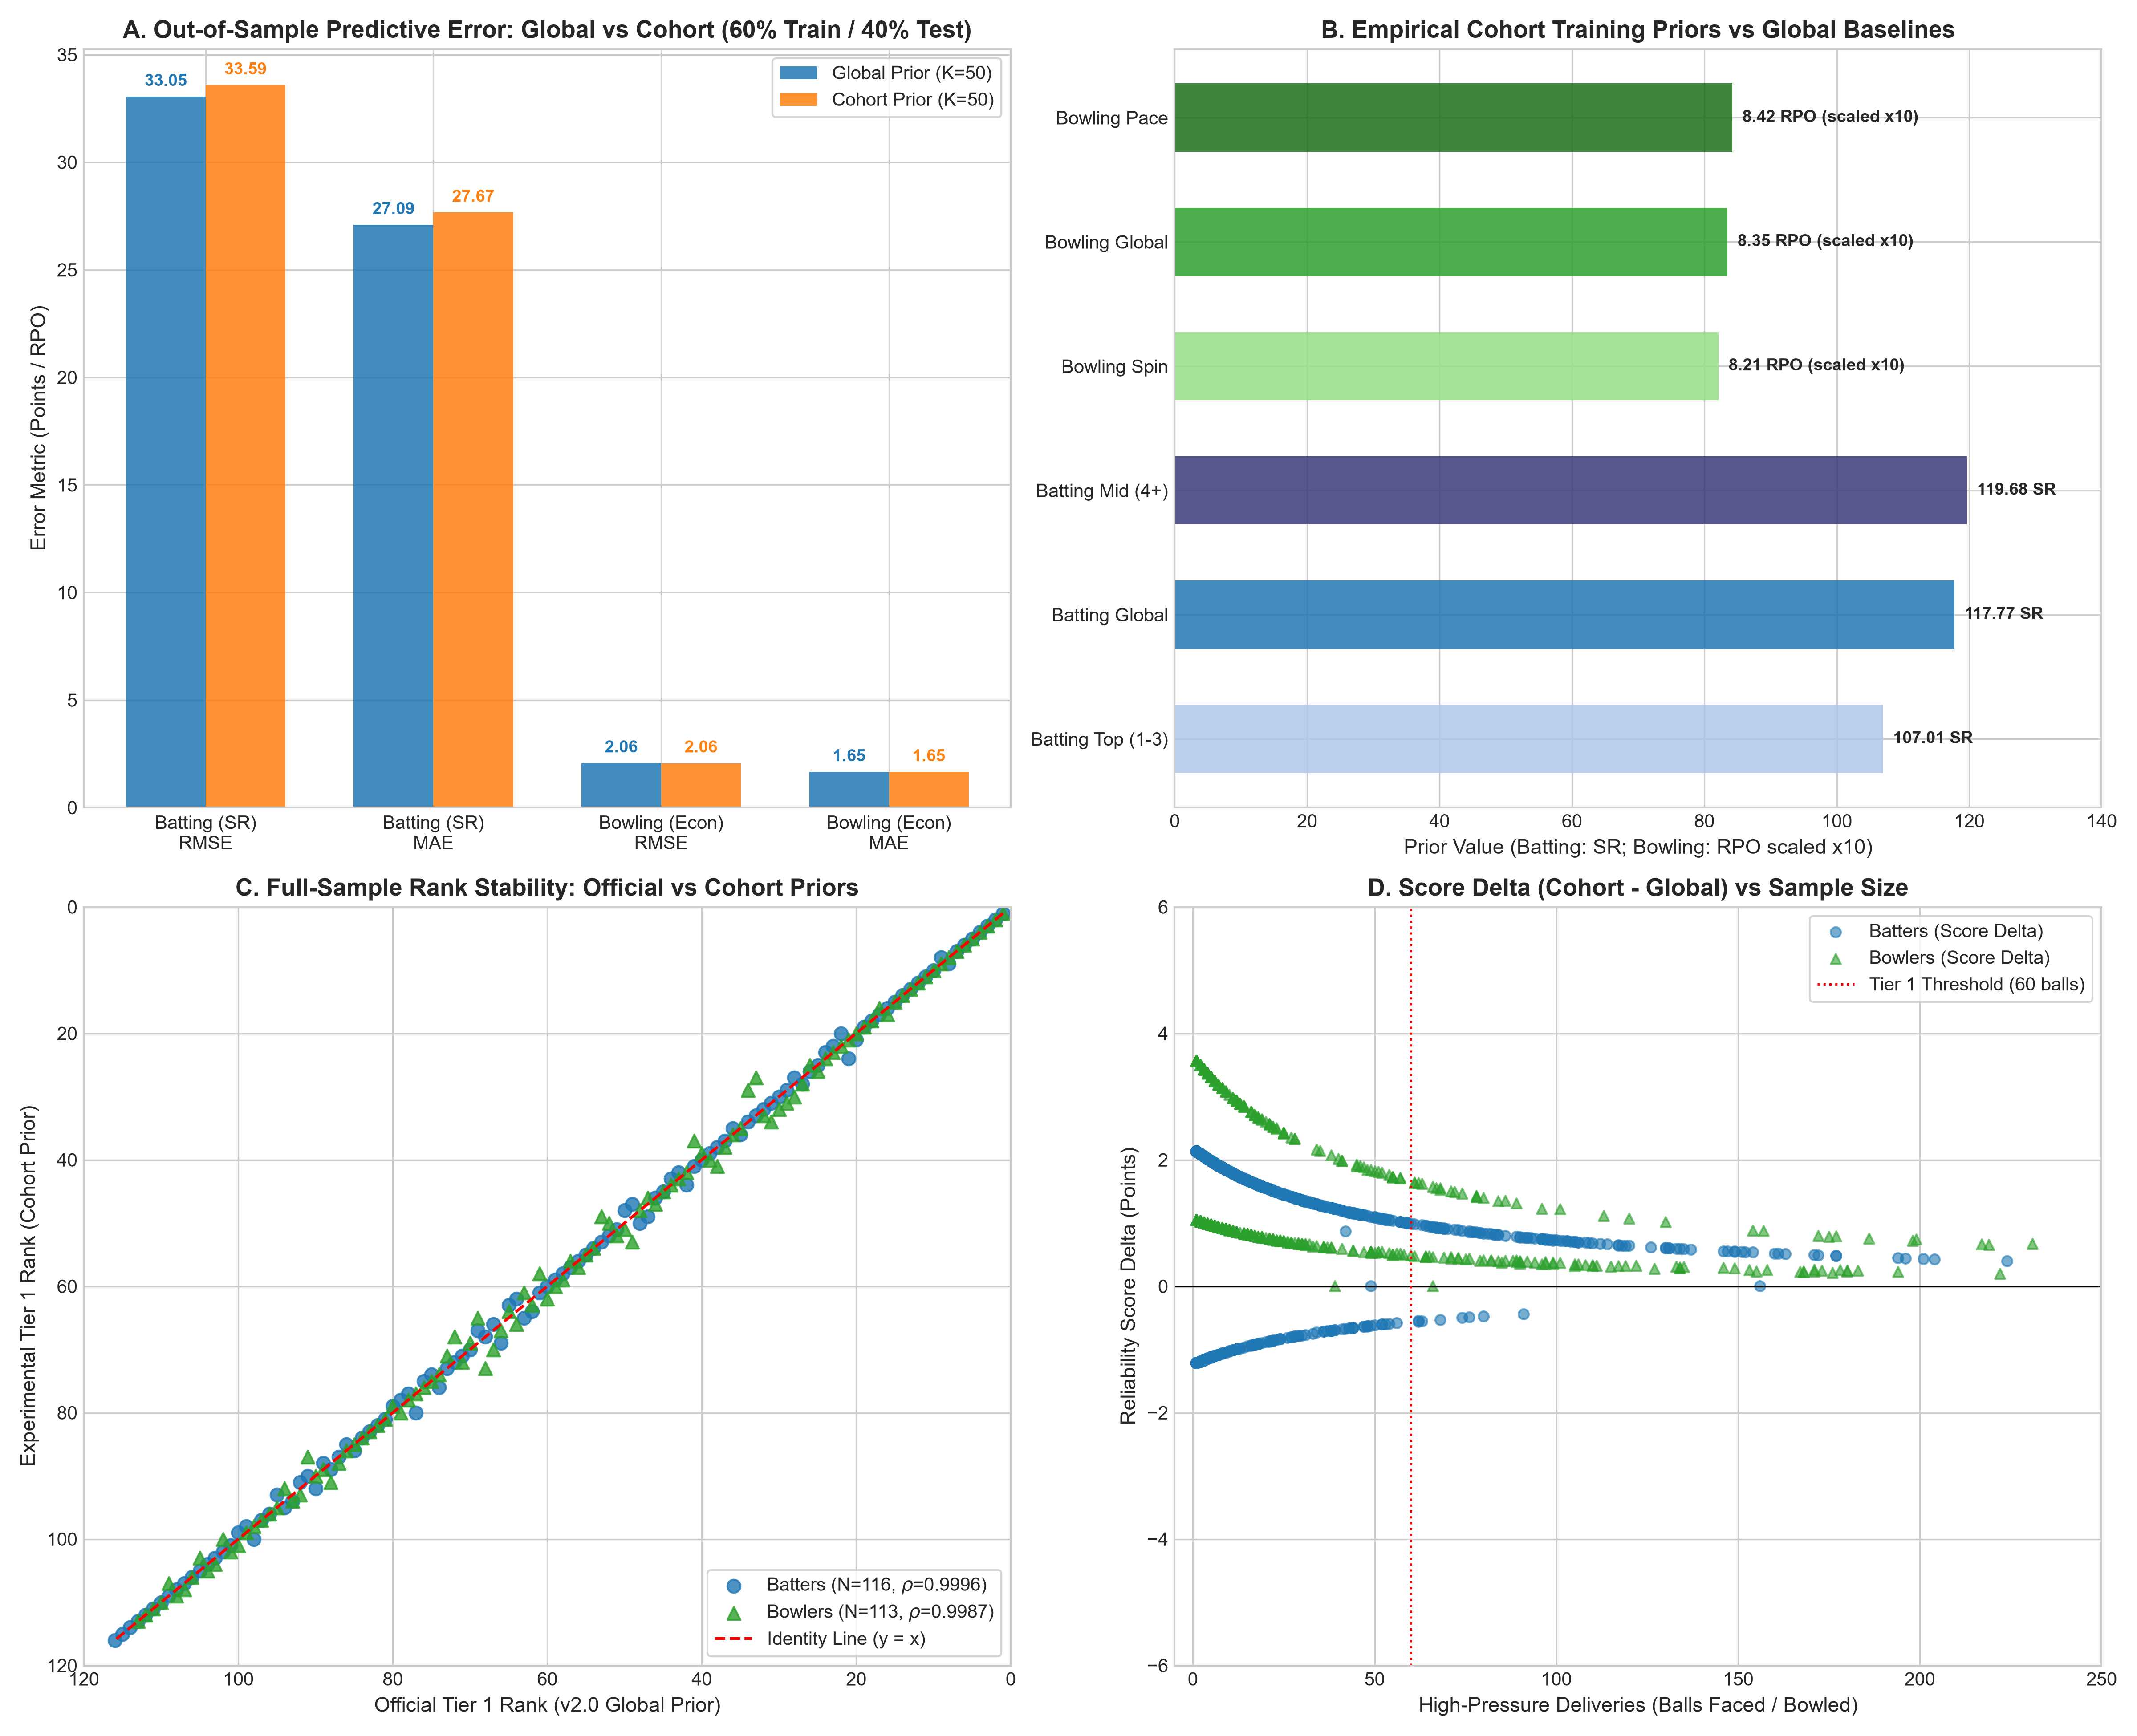 A. Out-of-Sample Predictive Error: Global vs Cohort (60% Train / 40% Test)
Error Metric (Points / RPO)
35
30
25
20
15
10
5
0
33.05
33.59
27.09
27.67
2.06
2.06
1.65
1.65
Global Prior (K=50)
Cohort Prior (K=50)
Batting (SR)
RMSE
Batting (SR)
MAE
Bowling (Econ)
RMSE
Bowling (Econ)
MAE
B. Empirical Cohort Training Priors vs Global Baselines
Bowling Pace
8.42 RPO (scaled x10)
Bowling Global
8.35 RPO (scaled x10)
Bowling Spin
8.21 RPO (scaled x10)
Batting Mid (4+)
119.68 SR
Batting Global
117.77 SR
Batting Top (1-3)
107.01 SR
0 20 40 60 80 100 120 140
Prior Value (Batting: SR; Bowling: RPO scaled x10)
C. Full-Sample Rank Stability: Official vs Cohort Priors
Experimental Tier 1 Rank (Cohort Prior)
0
20
40
60
80
100
120
Batters (N=116, ρ=0.9996)
Bowlers (N=113, ρ=0.9987)
Identity Line (y = x)
120 100 80 60 40 20 0
Official Tier 1 Rank (v2.0 Global Prior)
D. Score Delta (Cohort - Global) vs Sample Size
Reliability Score Delta (Points)
6
4
2
0
−2
−4
−6
Batters (Score Delta)
Bowlers (Score Delta)
Tier 1 Threshold (60 balls)
0 50 100 150 200 250
High-Pressure Deliveries (Balls Faced / Bowled)